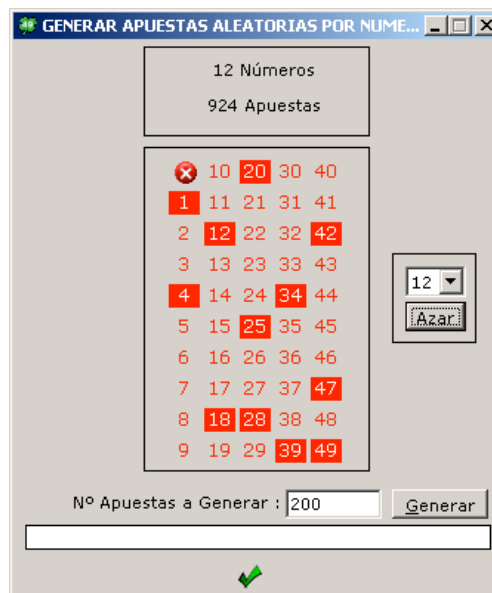 GENERAR APUESTAS ALEATORIAS POR NUME...
12 Números
924 Apuestas
10 20 30 40
1 11 21 31 41
2 12 22 32 42
3 13 23 33 43
4 14 24 34 44
5 15 25 35 45
6 16 26 36 46
7 17 27 37 47
8 18 28 38 48
9 19 29 39 49
12
Azar
Nº Apuestas a Generar : 200 Generar